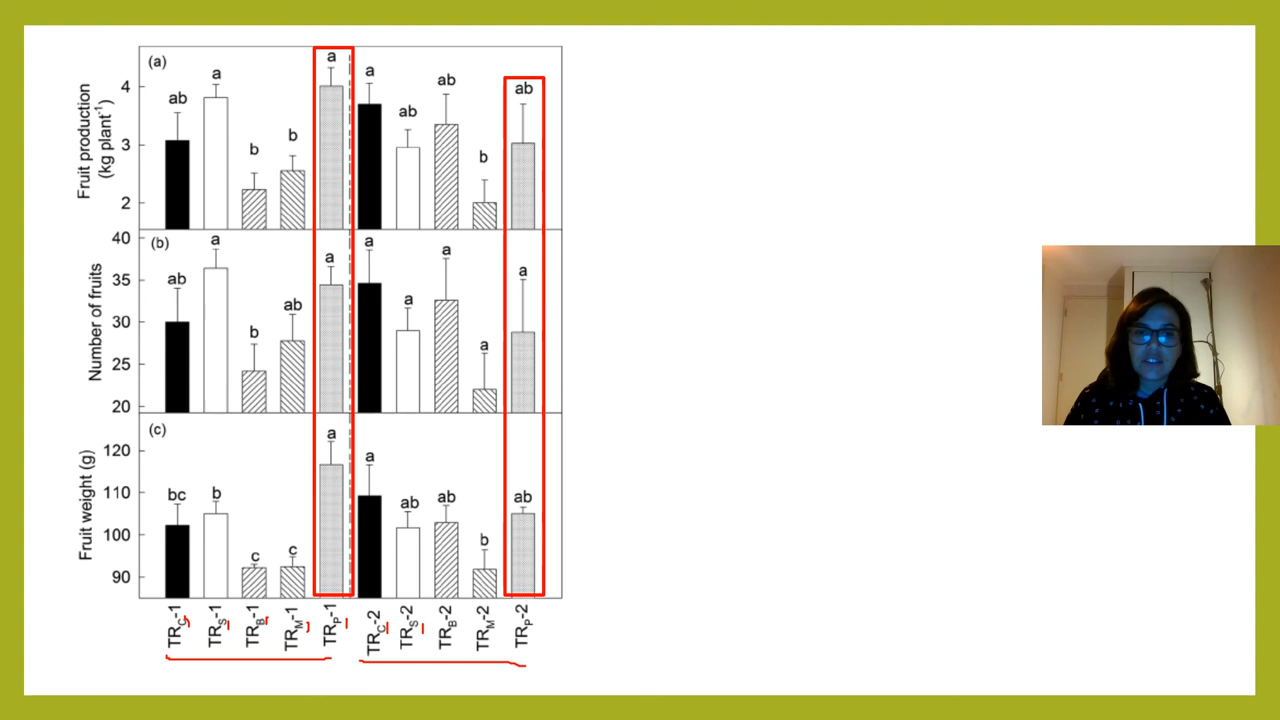 (a)
Fruit production
(kg plant⁻¹)
4
3
2
ab
a
b
b
a
a
ab
ab
b
ab
(b)
Number of fruits
40
35
30
25
20
ab
a
b
ab
a
a
a
a
a
a
(c)
Fruit weight (g)
120
110
100
90
bc
b
c
c
a
a
ab
ab
b
ab
TRC-1
TRS-1
TRB-1
TRM-1
TRP-1
TRC-2
TRS-2
TRB-2
TRM-2
TRP-2